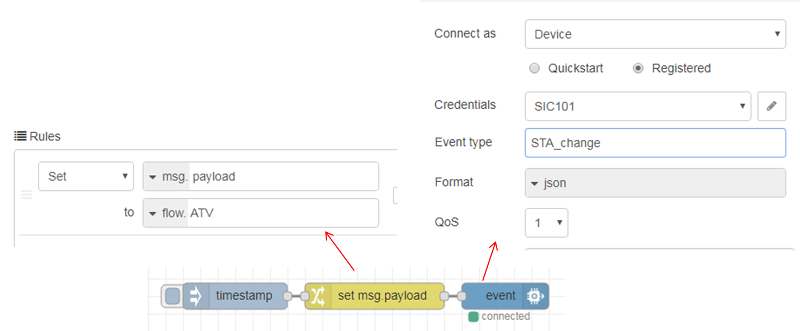 Connect as
Device
Quickstart
Registered
Credentials
SIC101
Event type
STA_change
Format
json
QoS
1
Rules
Set
msg. payload
to
flow. ATV
timestamp
set msg.payload
event
connected